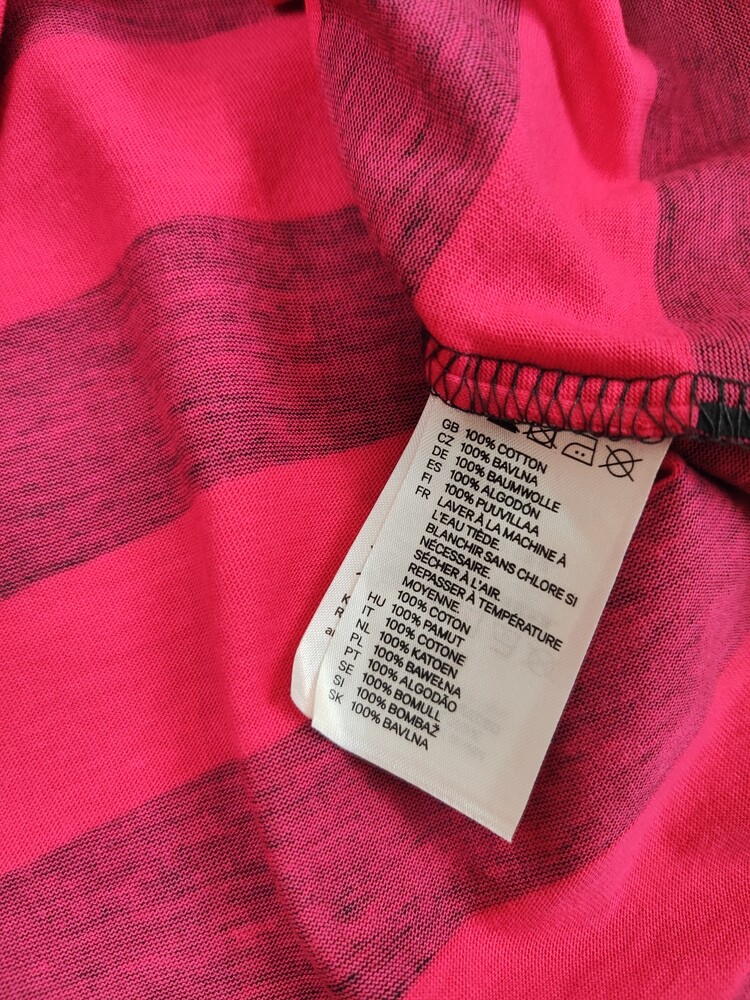 GB 100% COTTON
CZ 100% BAVLNA
DE 100% BAUMWOLLE
ES 100% ALGODÓN
FI 100% PUUVILLAA
FR LAVER À LA MACHINE À
L'EAU TIÈDE.
BLANCHIR SANS CHLORE SI
NÉCESSAIRE.
SÉCHER À L'AIR.
REPASSER À TEMPÉRATURE
MOYENNE.
100% COTON
HU 100% PAMUT
IT 100% COTONE
NL 100% KATOEN
PL 100% BAWEŁNA
PT 100% ALGODÃO
SE 100% BOMULL
SI 100% BOMBAŽ
SK 100% BAVLNA